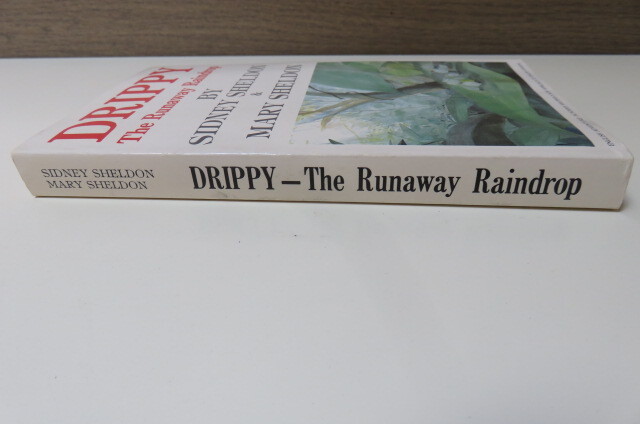 DRIPPY
The Runaway Raindrop
BY
SIDNEY SHELDON
&
MARY SHELDON
SIDNEY SHELDON
MARY SHELDON
DRIPPY — The Runaway Raindrop